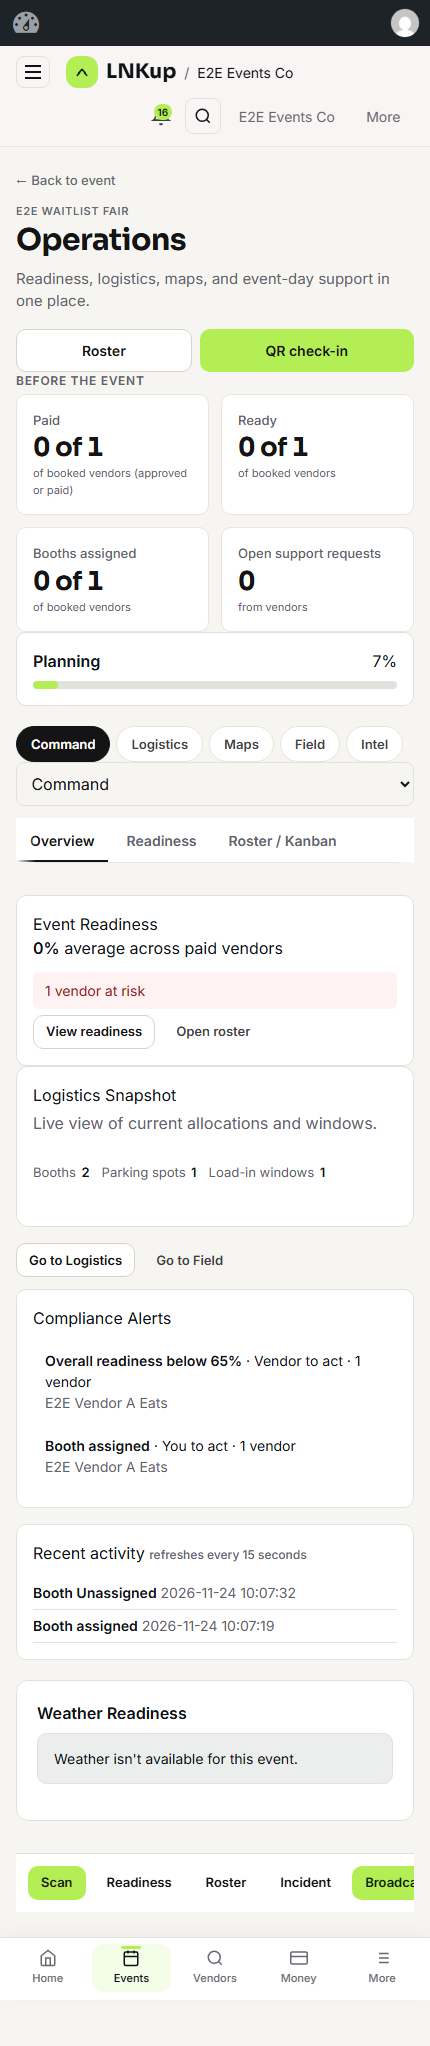 LNKup / E2E Events Co
16
E2E Events Co
More
← Back to event
E2E WAITLIST FAIR
Operations
Readiness, logistics, maps, and event-day support in
one place.
Roster
QR check-in
BEFORE THE EVENT
Paid
0 of 1
of booked vendors (approved
or paid)
Ready
0 of 1
of booked vendors
Booths assigned
0 of 1
of booked vendors
Open support requests
0
from vendors
Planning
7%
Command
Logistics
Maps
Field
Intel
Command
Overview
Readiness
Roster / Kanban
Event Readiness
0% average across paid vendors
1 vendor at risk
View readiness
Open roster
Logistics Snapshot
Live view of current allocations and windows.
Booths 2 Parking spots 1 Load-in windows 1
Go to Logistics
Go to Field
Compliance Alerts
Overall readiness below 65% · Vendor to act · 1
vendor
E2E Vendor A Eats
Booth assigned · You to act · 1 vendor
E2E Vendor A Eats
Recent activity refreshes every 15 seconds
Booth Unassigned 2026-11-24 10:07:32
Booth assigned 2026-11-24 10:07:19
Weather Readiness
Weather isn't available for this event.
Scan
Readiness
Roster
Incident
Broadca
Home
Events
Vendors
Money
More